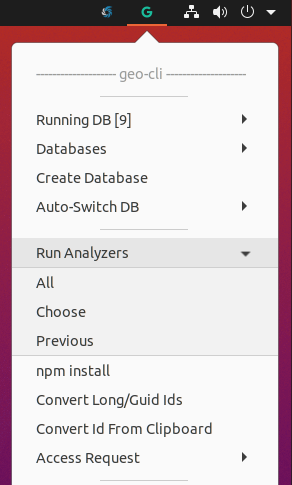 geo-cli
Running DB [9]
Databases
Create Database
Auto-Switch DB
Run Analyzers
All
Choose
Previous
npm install
Convert Long/Guid Ids
Convert Id From Clipboard
Access Request